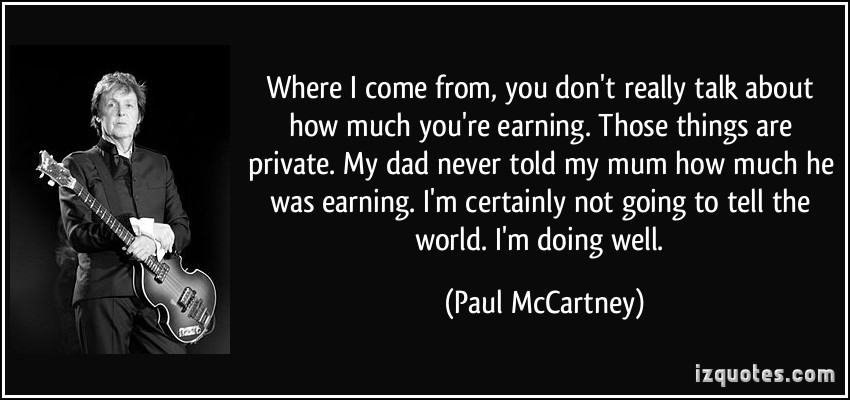 Where I come from, you don't really talk about
how much you're earning. Those things are
private. My dad never told my mum how much he
was earning. I'm certainly not going to tell the
world. I'm doing well.
(Paul McCartney)
izquotes.com